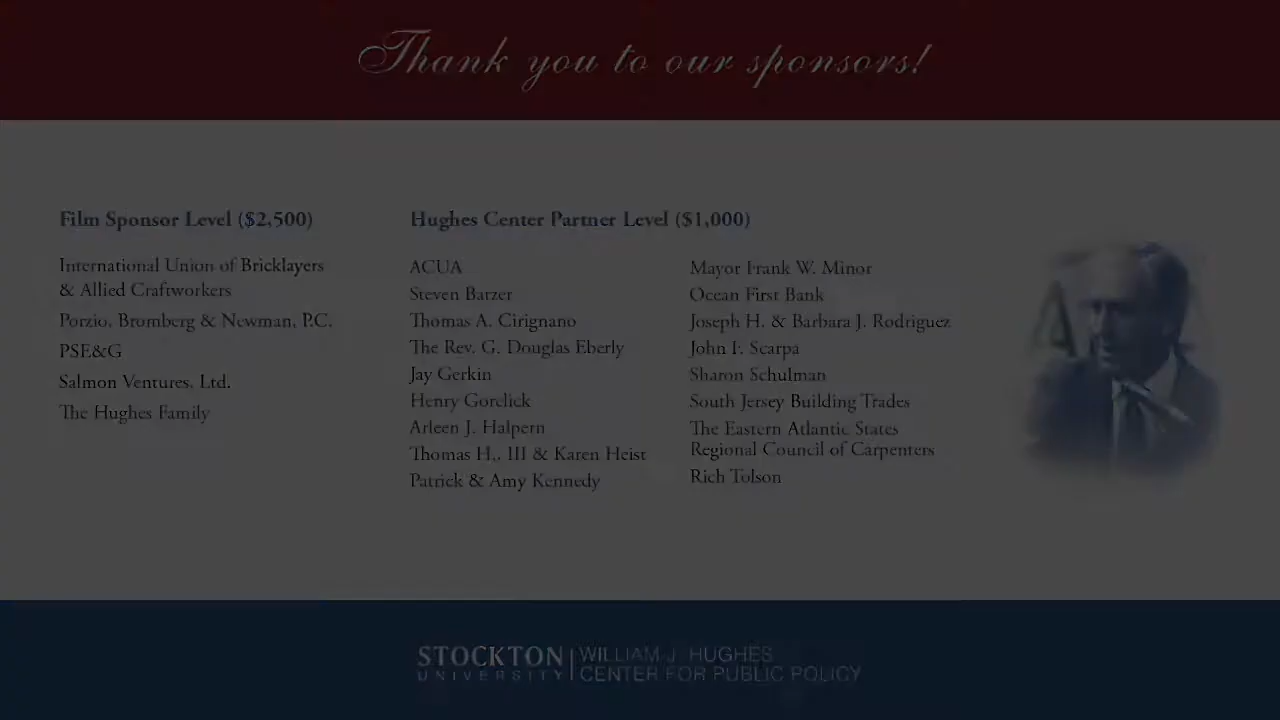 Thank you to our sponsors!
Film Sponsor Level ($2,500)
International Union of Bricklayers
& Allied Craftworkers
Porzio, Bromberg & Newman, P.C.
PSE&G
Salmon Ventures, Ltd.
The Hughes Family
Hughes Center Partner Level ($1,000)
ACUA
Steven Batzer
Thomas A. Cirignano
The Rev. G. Douglas Eberly
Jay Gerkin
Henry Gorelick
Arleen J. Halpern
Thomas H., III & Karen Heist
Patrick & Amy Kennedy
Mayor Frank W. Minor
Ocean First Bank
Joseph H. & Barbara J. Rodriguez
John F. Scarpa
Sharon Schulman
South Jersey Building Trades
The Eastern Atlantic States
Regional Council of Carpenters
Rich Tolson
STOCKTON
UNIVERSITY
WILLIAM J. HUGHES
CENTER FOR PUBLIC POLICY